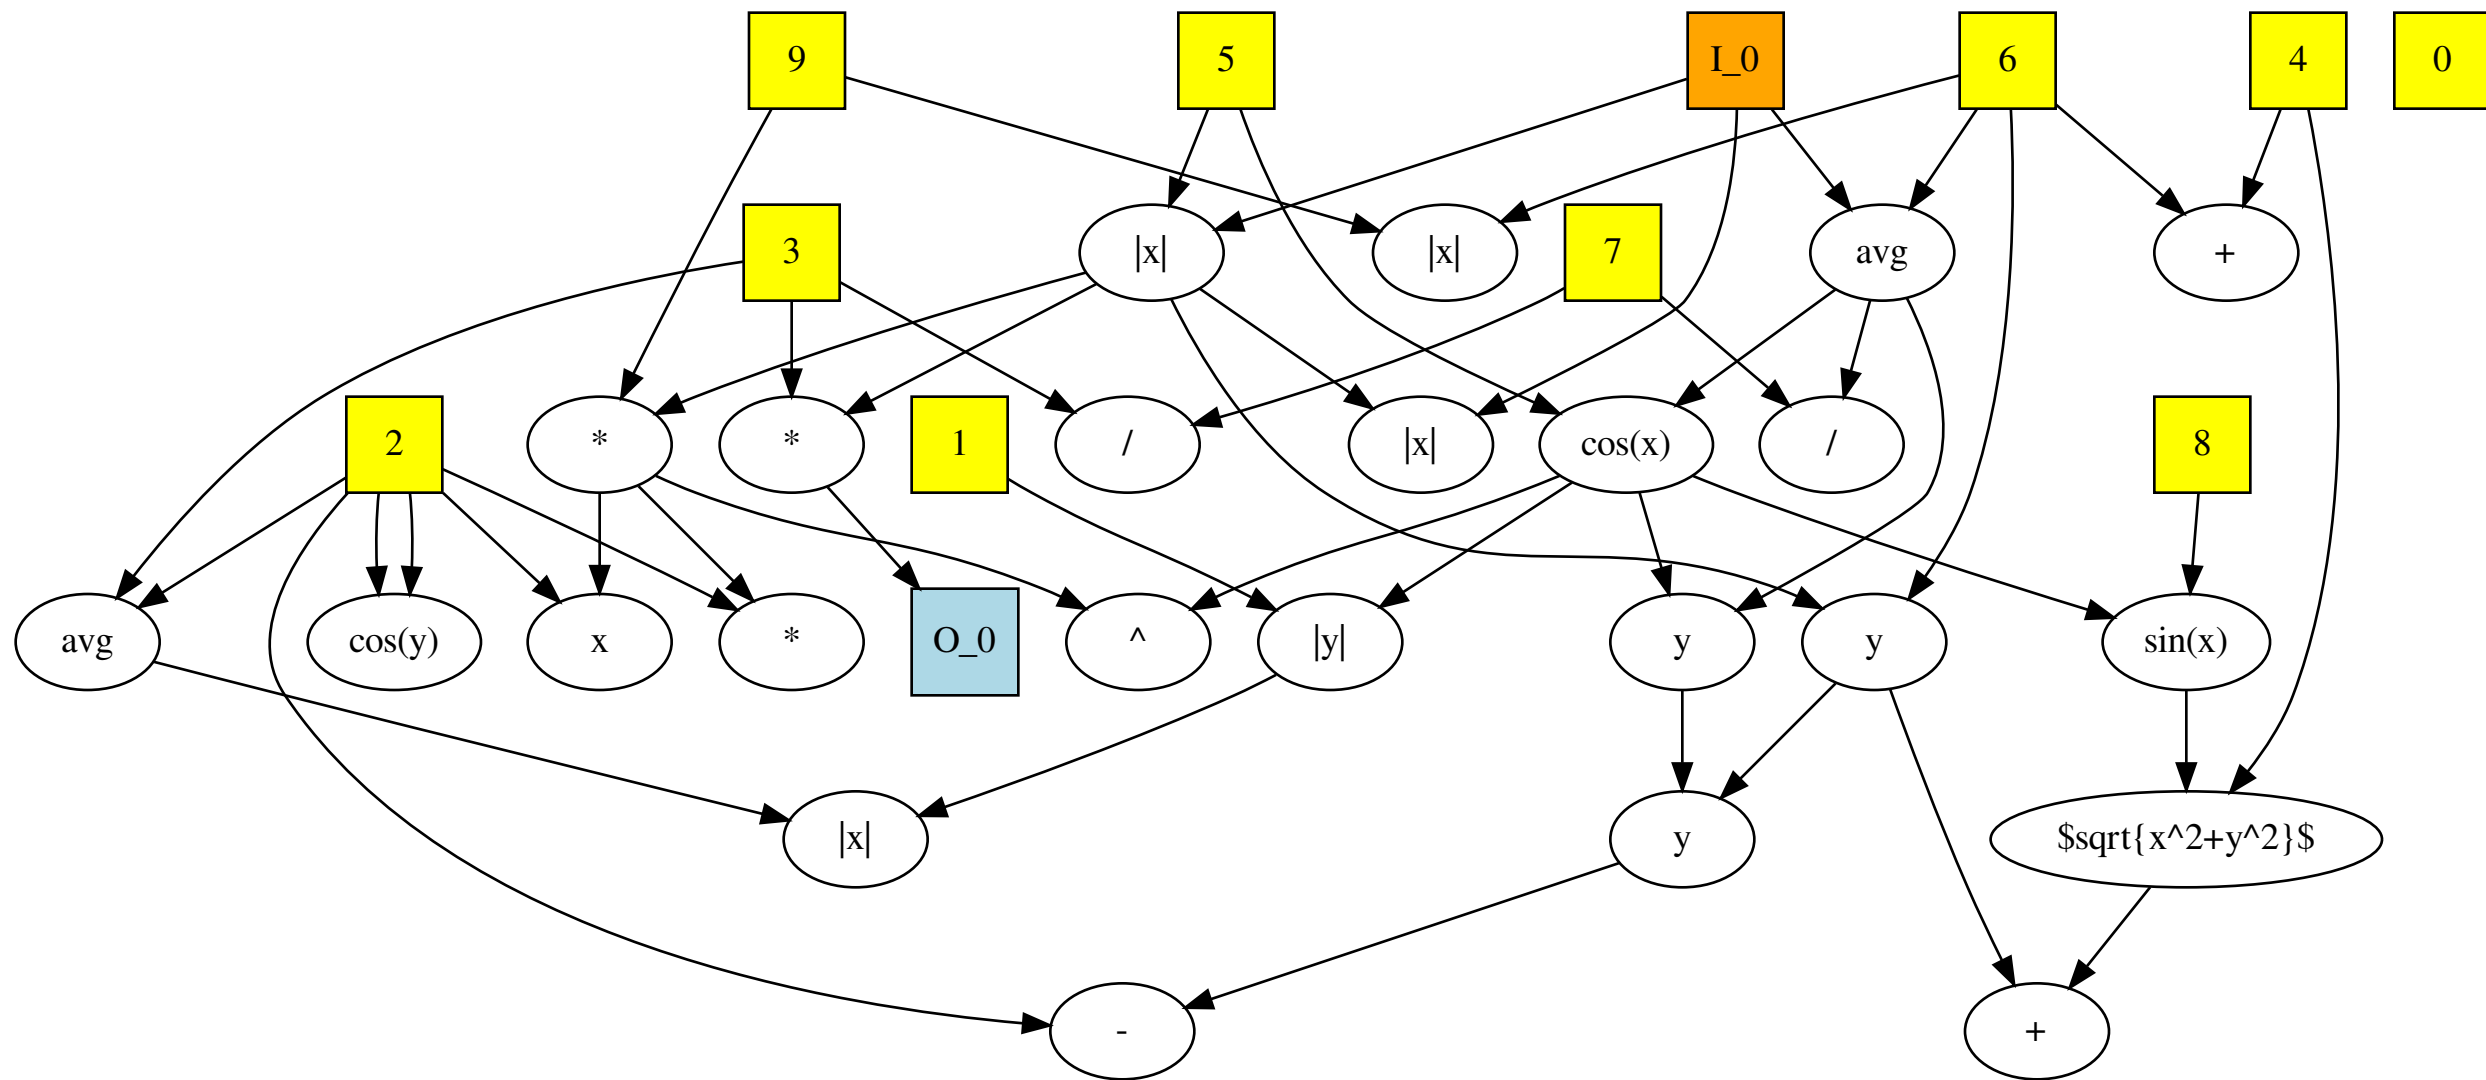 9
5
I_0
6
4
0
3
|x|
|x|
7
avg
+
2
*
*
1
/
|x|
cos(x)
/
8
avg
cos(y)
x
*
O_0
^
|y|
y
y
sin(x)
|x|
y
$sqrt{x^2+y^2}$
-
+